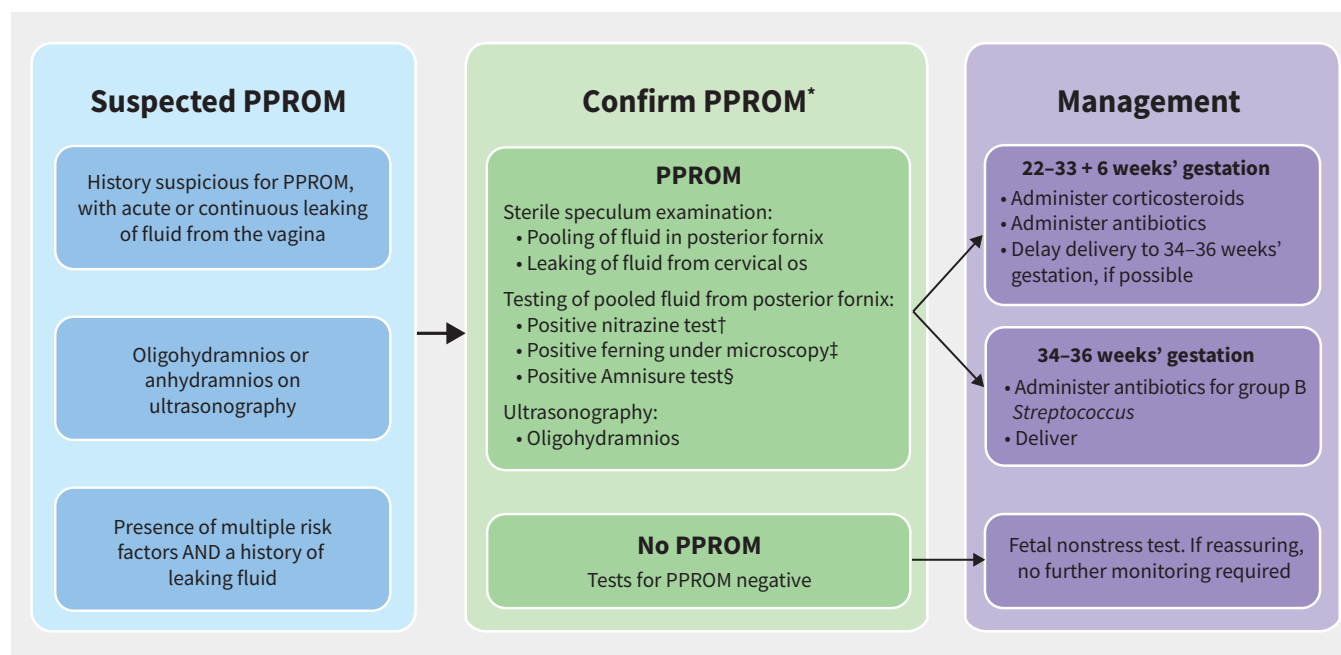 Suspected PPROM
History suspicious for PPROM,
with acute or continuous leaking
of fluid from the vagina
Oligohydramnios or
anhydramnios on
ultrasonography
Presence of multiple risk
factors AND a history of
leaking fluid
Confirm PPROM*
PPROM
Sterile speculum examination:
• Pooling of fluid in posterior fornix
• Leaking of fluid from cervical os
Testing of pooled fluid from posterior fornix:
• Positive nitrazine test†
• Positive ferning under microscopy‡
• Positive Amnisure test§
Ultrasonography:
• Oligohydramnios
No PPROM
Tests for PPROM negative
Management
22–33 + 6 weeks’ gestation
• Administer corticosteroids
• Administer antibiotics
• Delay delivery to 34–36 weeks’
gestation, if possible
34–36 weeks’ gestation
• Administer antibiotics for group B
Streptococcus
• Deliver
Fetal nonstress test. If reassuring,
no further monitoring required